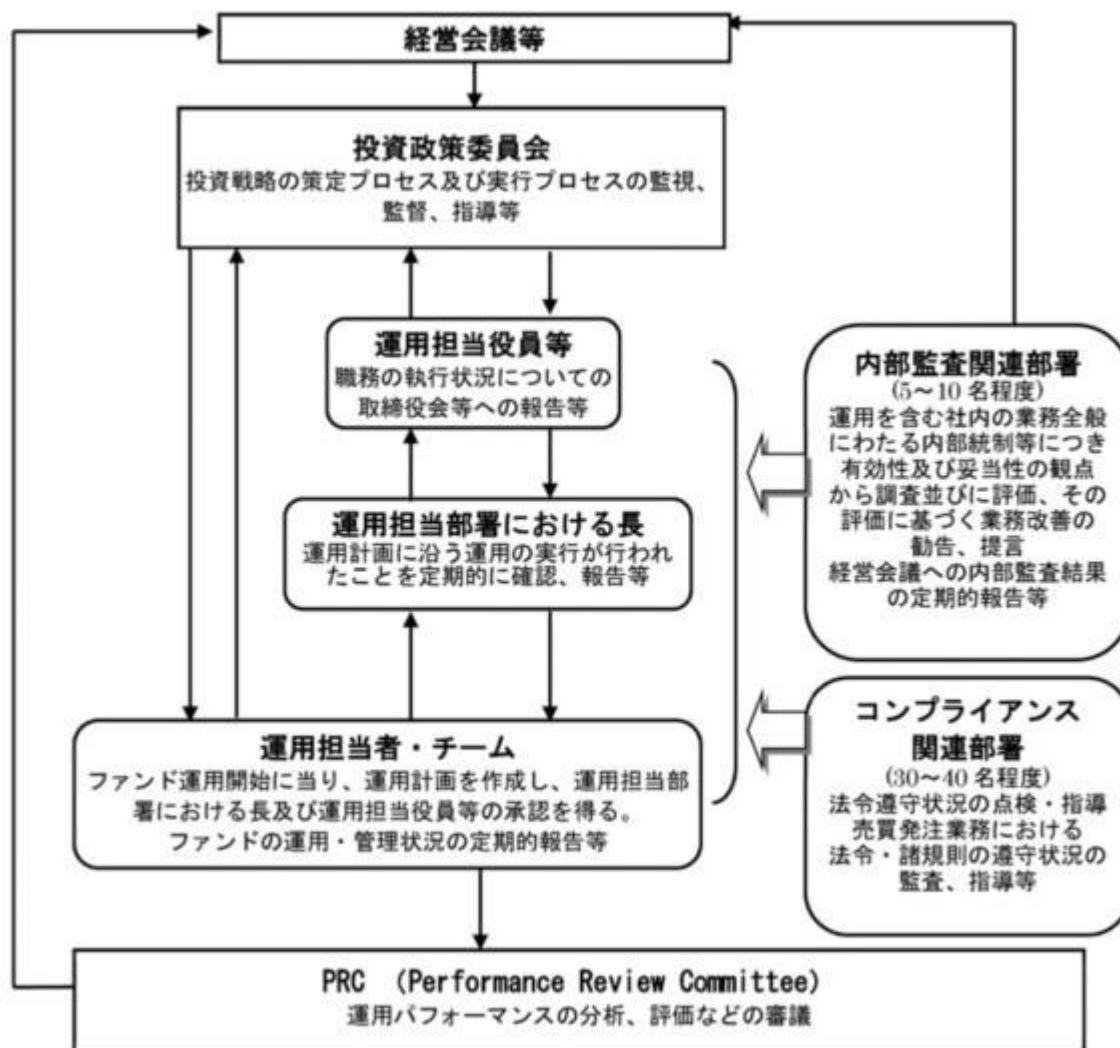 経営会議等
投資政策委員会
投資戦略の策定プロセス及び実行プロセスの監視、
監督、指導等
運用担当役員等
職務の執行状況についての
取締役会等への報告等
運用担当部署における長
運用計画に沿う運用の実行が行われ
たことを定期的に確認、報告等
運用担当者・チーム
ファンド運用開始に当り、運用計画を作成し、運用担当部
署における長及び運用担当役員等の承認を得る。
ファンドの運用・管理状況の定期的報告等
内部監査関連部署
(5～10 名程度)
運用を含む社内の業務全般
にわたる内部統制等につき
有効性及び妥当性の観点
から調査並びに評価、その
評価に基づく業務改善の
勧告、提言
経営会議への内部監査結果
の定期的報告等
コンプライアンス
関連部署
(30～40 名程度)
法令遵守状況の点検・指導
売買発注業務における
法令・諸規則の遵守状況の
監査、指導等
PRC （Performance Review Committee)
運用パフォーマンスの分析、評価などの審議